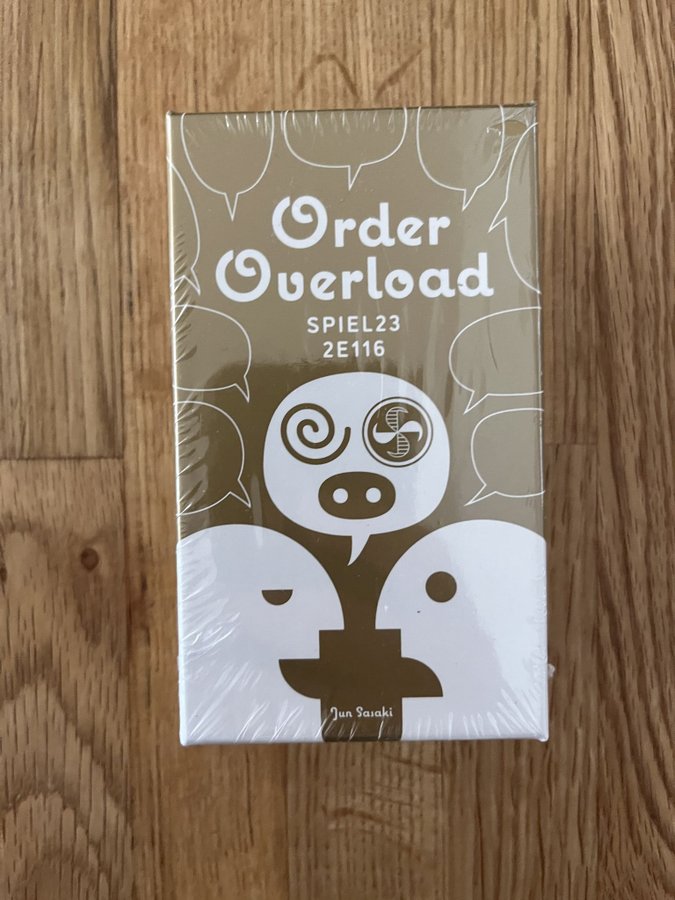 Order
Overload
SPIEL23
2E116
Jun Sasaki